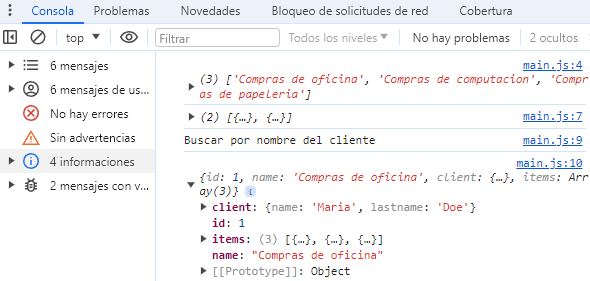 Consola Problemas Novedades Bloqueo de solicitudes de red Cobertura
top Filtrar Todos los niveles No hay problemas 2 ocultos
6 mensajes
6 mensajes de us...
No hay errores
Sin advertencias
4 informaciones
2 mensajes con v...
main.js:4
(3) ['Compras de oficina', 'Compras de computacion', 'Comp
ras de papeleria']
(2) [{…}, {…}] main.js:7
Buscar por nombre del cliente main.js:9
main.js:10
{id: 1, name: 'Compras de oficina', client: {…}, items: Arr
ay(3)} i
client: {name: 'Maria', lastname: 'Doe'}
id: 1
items: (3) [{…}, {…}, {…}]
name: "Compras de oficina"
[[Prototype]]: Object